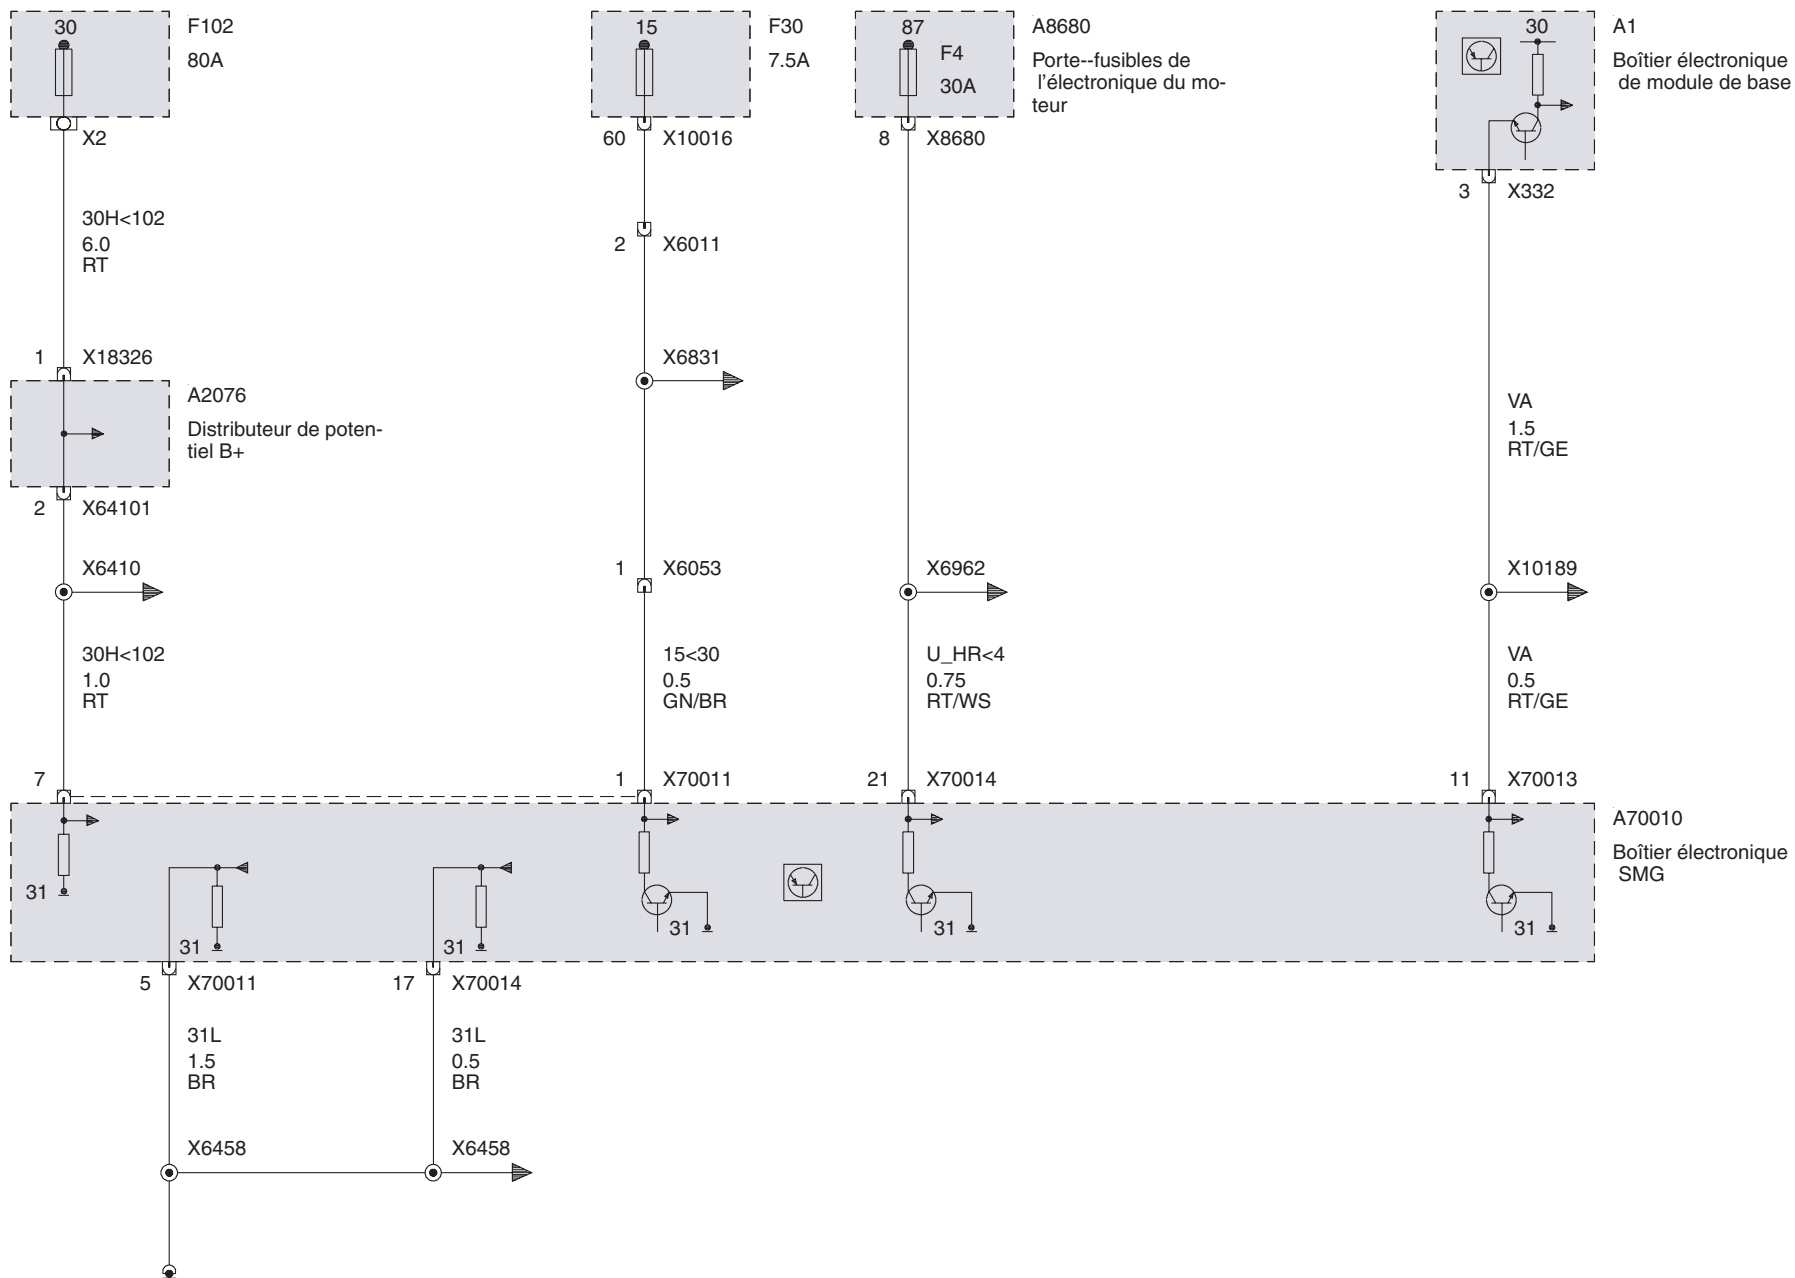 30
F102
80A
X2
15
F30
7.5A
60
X10016
87
F4
30A
A8680
Porte--fusibles de
l'électronique du mo-
teur
8
X8680
30
A1
Boîtier électronique
de module de base
3
X332
30H<102
6.0
RT
2
X6011
1
X18326
X6831
A2076
Distributeur de poten-
tiel B+
VA
1.5
RT/GE
2
X64101
X6410
1
X6053
X6962
X10189
30H<102
1.0
RT
15<30
0.5
GN/BR
U_HR<4
0.75
RT/WS
VA
0.5
RT/GE
7
1
X70011
21
X70014
11
X70013
A70010
Boîtier électronique
SMG
31
31
31
31
31
31
5
X70011
17
X70014
31L
1.5
BR
31L
0.5
BR
X6458
X6458